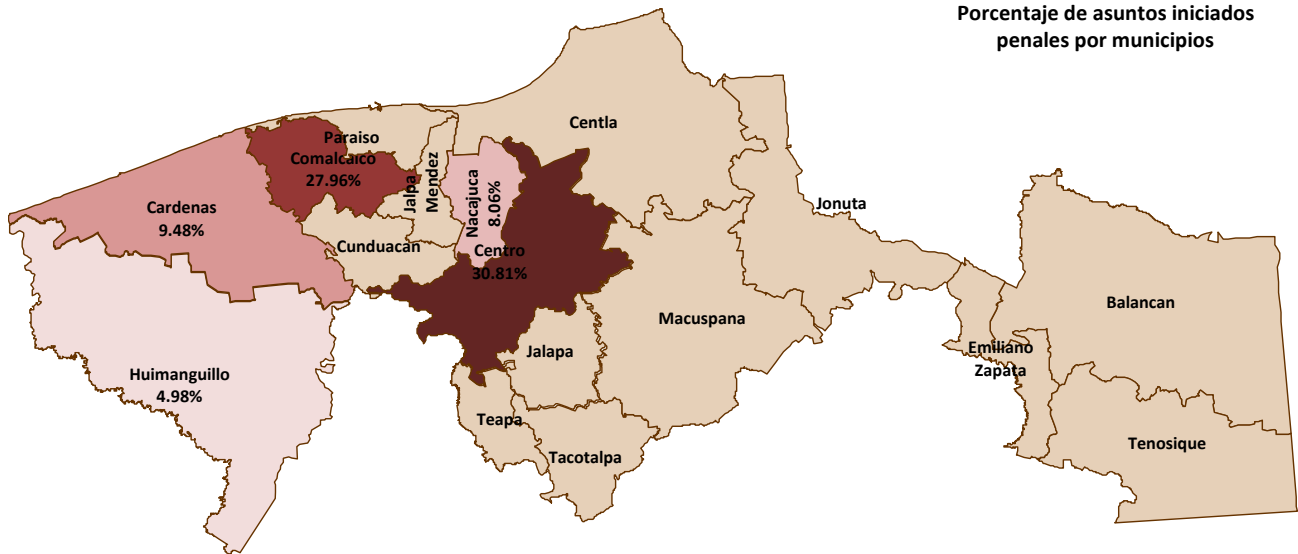 Porcentaje de asuntos iniciados
penales por municipios
Centla
Paraiso
Comalcalco
27.96%
Jalpa
Mendez
Nacajuca
8.06%
Jonuta
Cardenas
9.48%
Cunduacan
Centro
30.81%
Macuspana
Balancan
Emiliano
Zapata
Jalapa
Huimanguillo
4.98%
Teapa
Tacotalpa
Tenosique